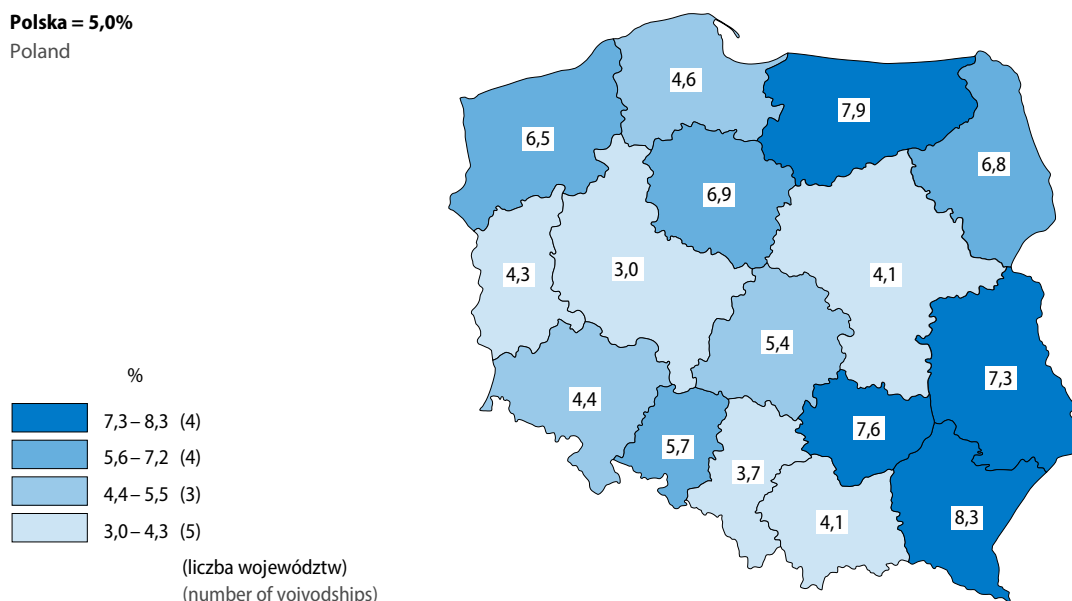 Polska = 5,0%
Poland
4,6
7,9
6,5
6,8
6,9
4,3
3,0
4,1
5,4
7,3
4,4
7,6
5,7
3,7
4,1
8,3
%
7,3 – 8,3 (4)
5,6 – 7,2 (4)
4,4 – 5,5 (3)
3,0 – 4,3 (5)
(liczba województw)
(number of voivodships)